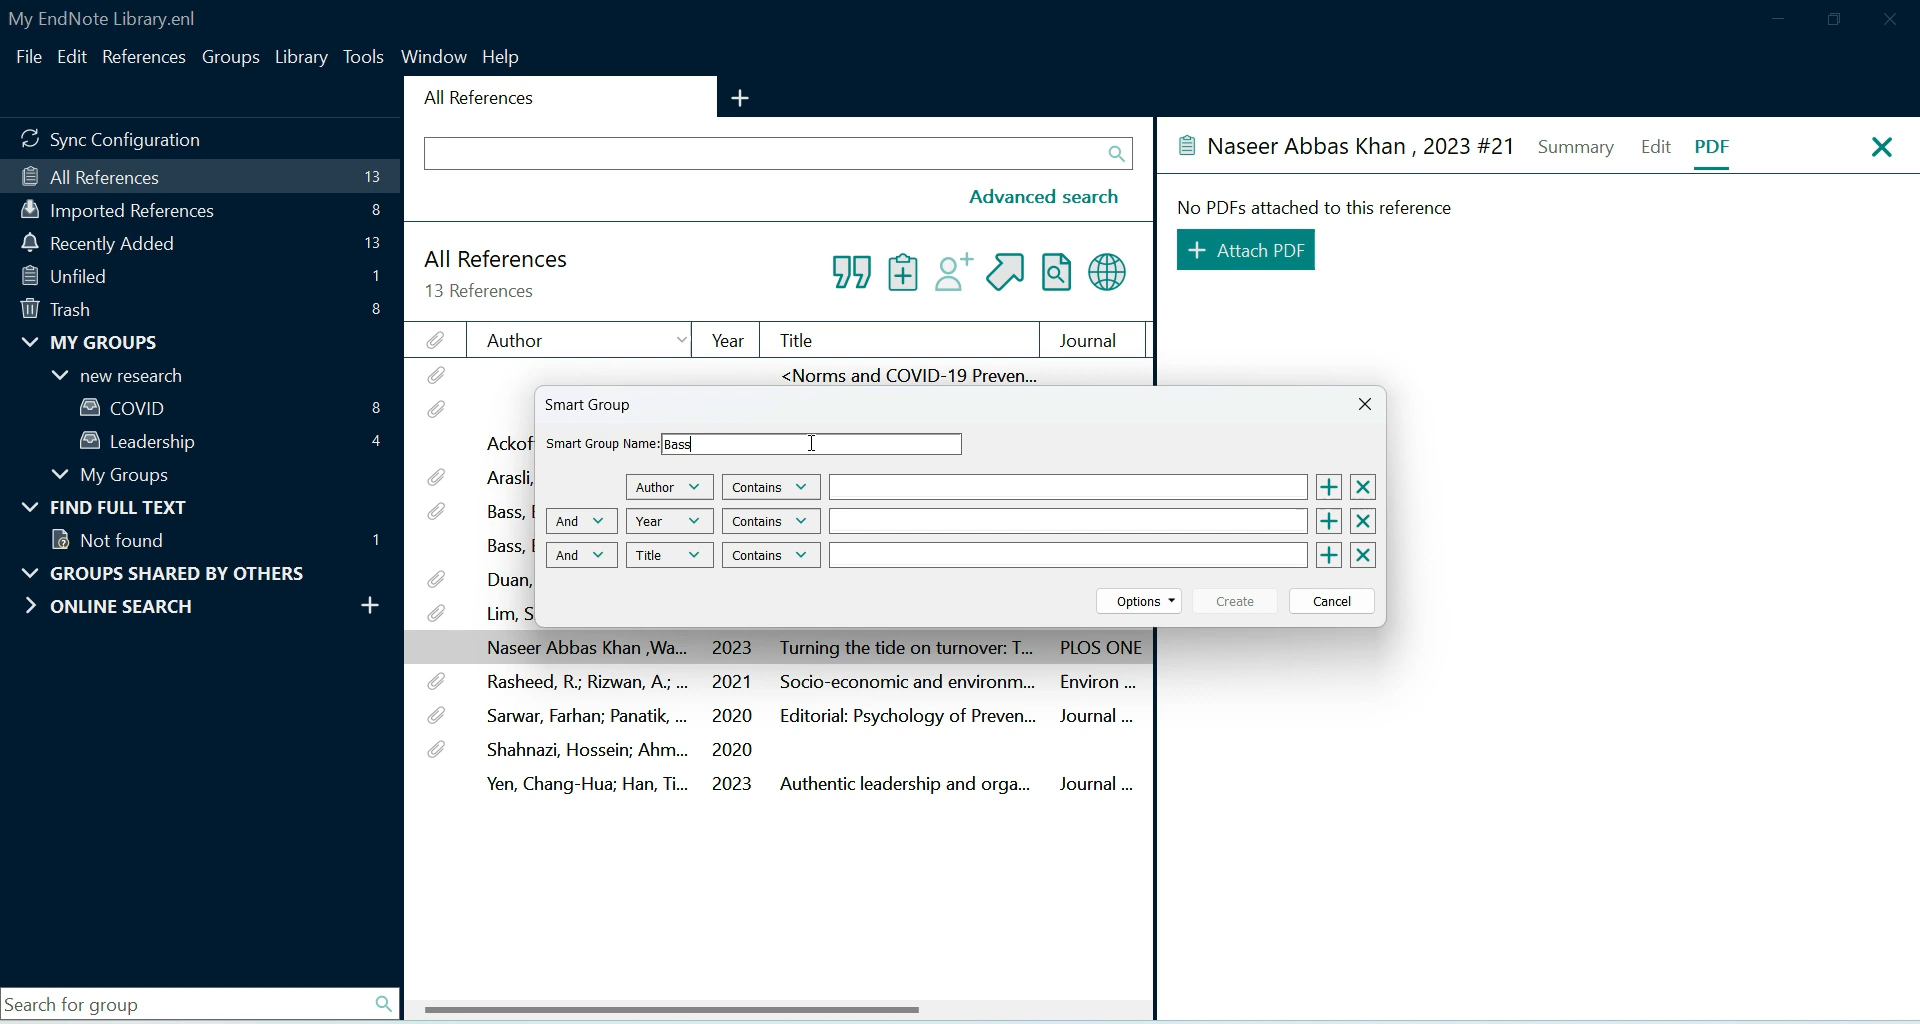 My EndNote Library.enl
File Edit References Groups Library Tools Window Help
All References
Sync Configuration
All References 13
Imported References 8
Recently Added 13
Unfiled 1
Trash 8
MY GROUPS
new research
COVID 8
Leadership 4
My Groups
FIND FULL TEXT
Not found 1
GROUPS SHARED BY OTHERS
ONLINE SEARCH +
Search for group
Advanced search
All References
13 References
Author Year Title Journal
<Norms and COVID-19 Preven...
Ackof
Arasli,
Bass,
Bass,
Duan,
Lim, S
Naseer Abbas Khan ,Wa... 2023 Turning the tide on turnover: T... PLOS ONE
Rasheed, R.; Rizwan, A.; ... 2021 Socio-economic and environm... Environ ...
Sarwar, Farhan; Panatik, ... 2020 Editorial: Psychology of Preven... Journal ...
Shahnazi, Hossein; Ahm... 2020
Yen, Chang-Hua; Han, Ti... 2023 Authentic leadership and orga... Journal ...
Smart Group
Smart Group Name: Bass
Author Contains
And Year Contains
And Title Contains
Options Create Cancel
Naseer Abbas Khan , 2023 #21 Summary Edit PDF
No PDFs attached to this reference
+ Attach PDF